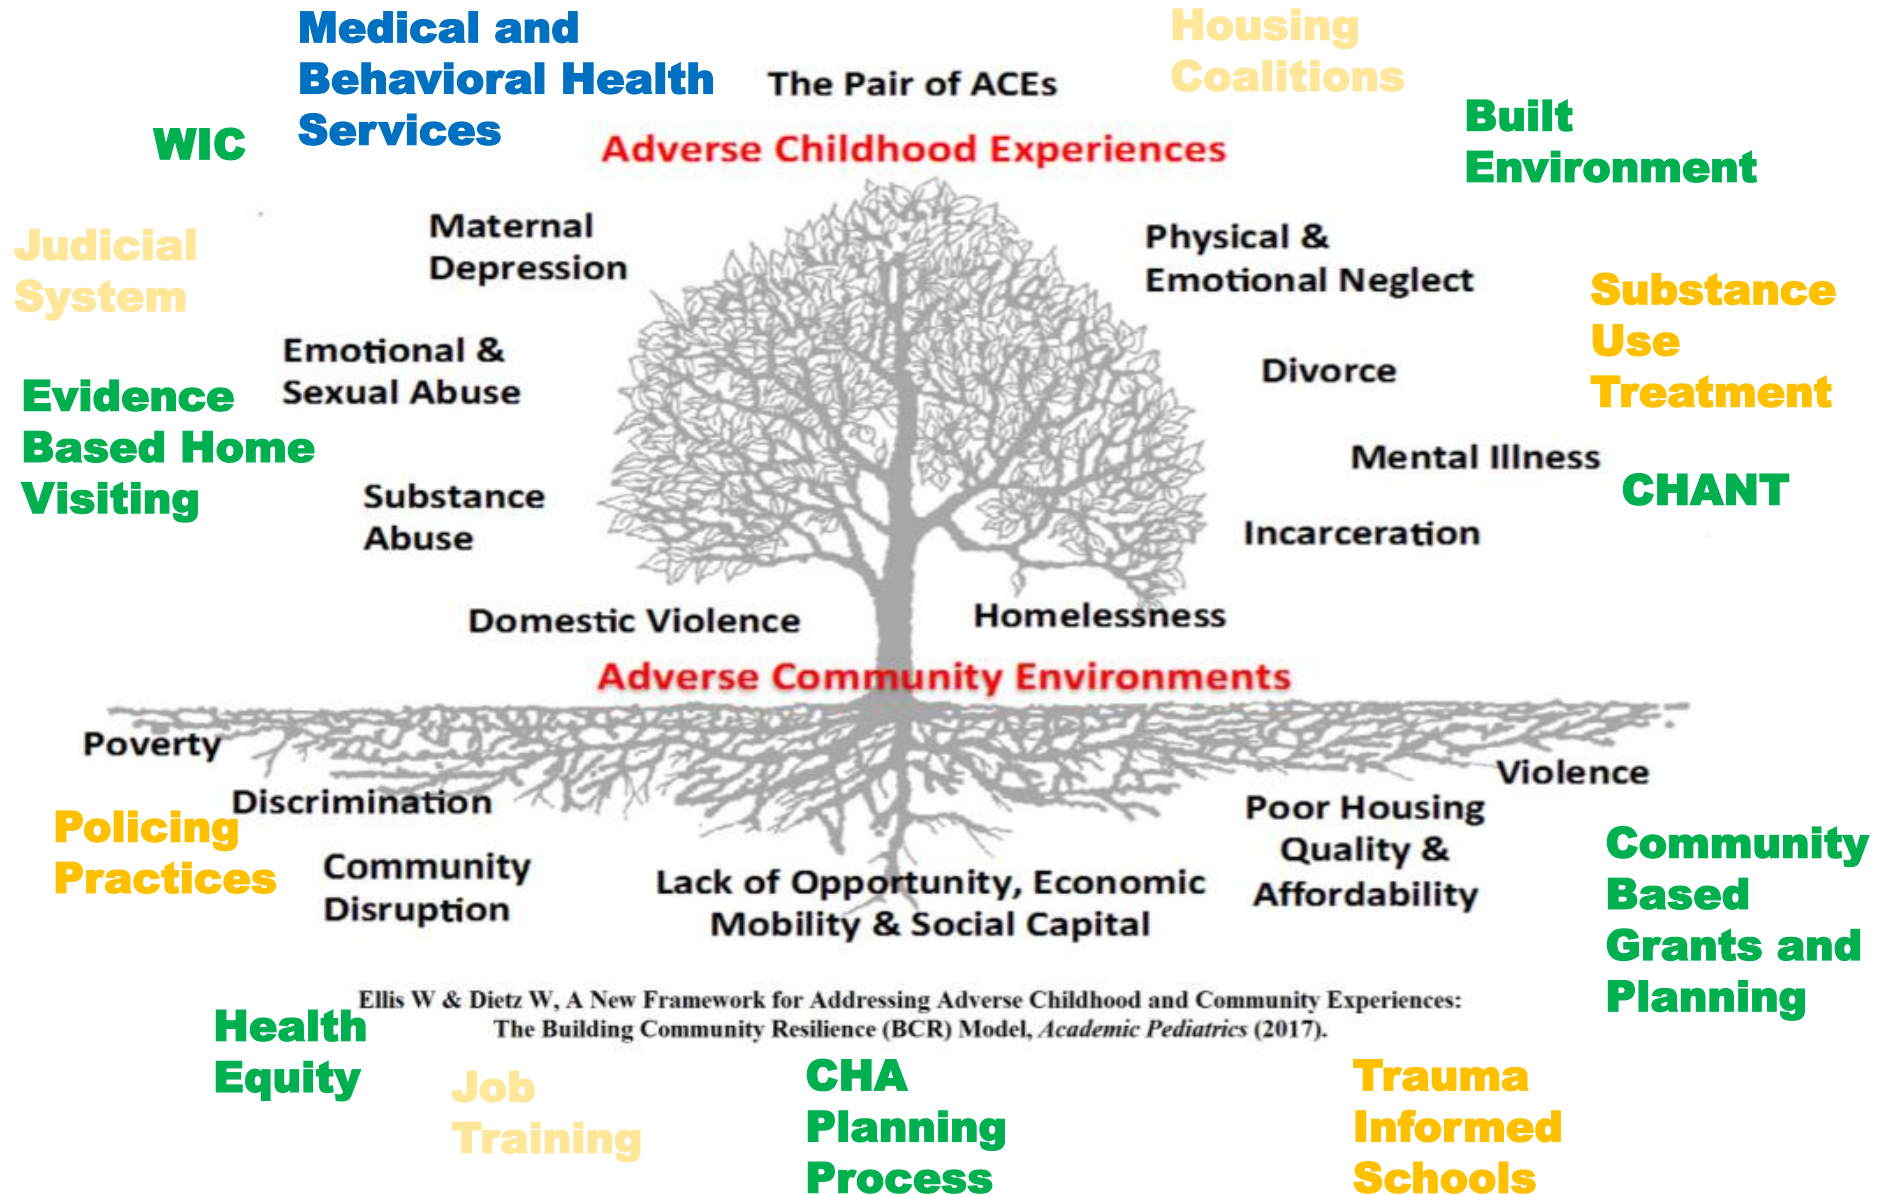 Medical and
Behavioral Health
Services
Housing
Coalitions
The Pair of ACEs
WIC
Built
Environment
Adverse Childhood Experiences
Judicial
System
Maternal
Depression
Physical &
Emotional Neglect
Substance
Use
Treatment
Emotional &
Sexual Abuse
Divorce
Evidence
Based Home
Visiting
Mental Illness
CHANT
Substance
Abuse
Incarceration
Domestic Violence
Homelessness
Adverse Community Environments
Poverty
Violence
Discrimination
Policing
Practices
Community
Disruption
Lack of Opportunity, Economic
Mobility & Social Capital
Poor Housing
Quality &
Affordability
Community
Based
Grants and
Planning
Ellis W & Dietz W, A New Framework for Addressing Adverse Childhood and Community Experiences:
The Building Community Resilience (BCR) Model, Academic Pediatrics (2017).
Health
Equity
Job
Training
CHA
Planning
Process
Trauma
Informed
Schools